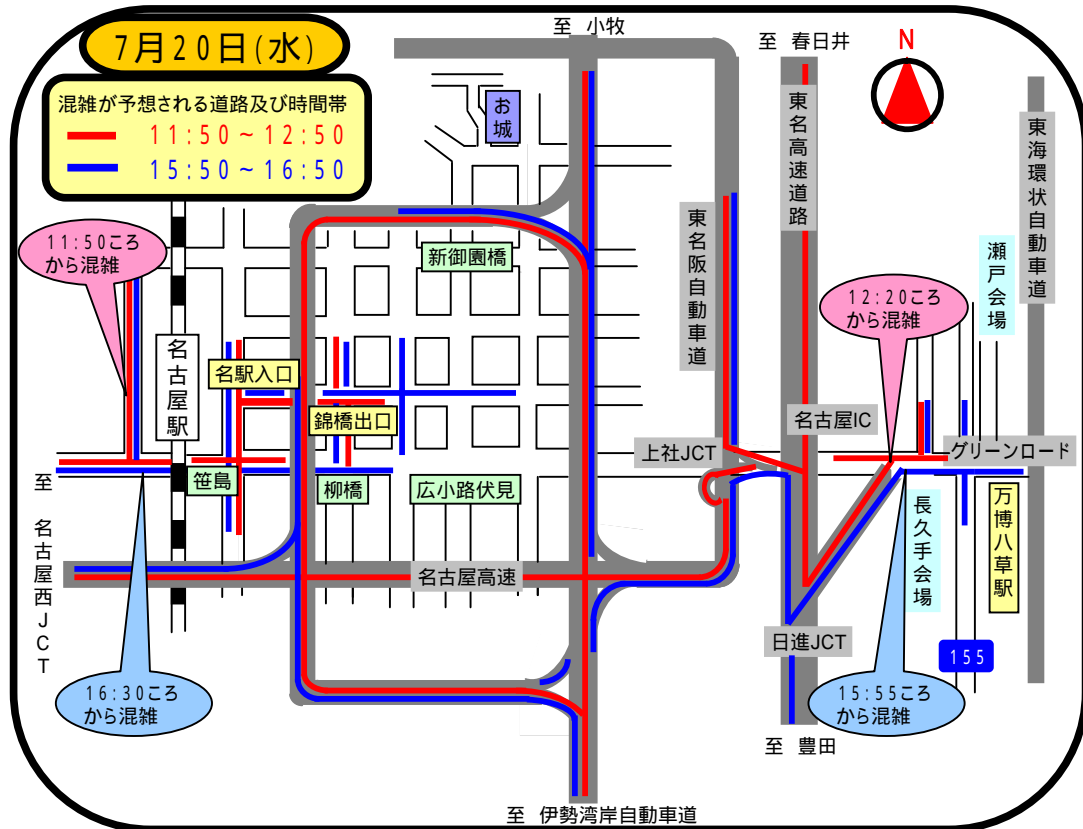 7月20日(水)
混雑が予想される道路及び時間帯
11:50～12:50
15:50～16:50
至 小牧
至 春日井
N
お城
東名高速道路
東海環状自動車道
東名阪自動車道
瀬戸会場
11:50ころ
から混雑
新御園橋
12:20ころ
から混雑
名古屋駅
名駅入口
錦橋出口
名古屋IC
上社JCT
グリーンロード
笹島
柳橋
広小路伏見
至 名古屋西JCT
長久手会場
万博八草駅
名古屋高速
日進JCT
155
16:30ころ
から混雑
15:55ころ
から混雑
至 豊田
至 伊勢湾岸自動車道